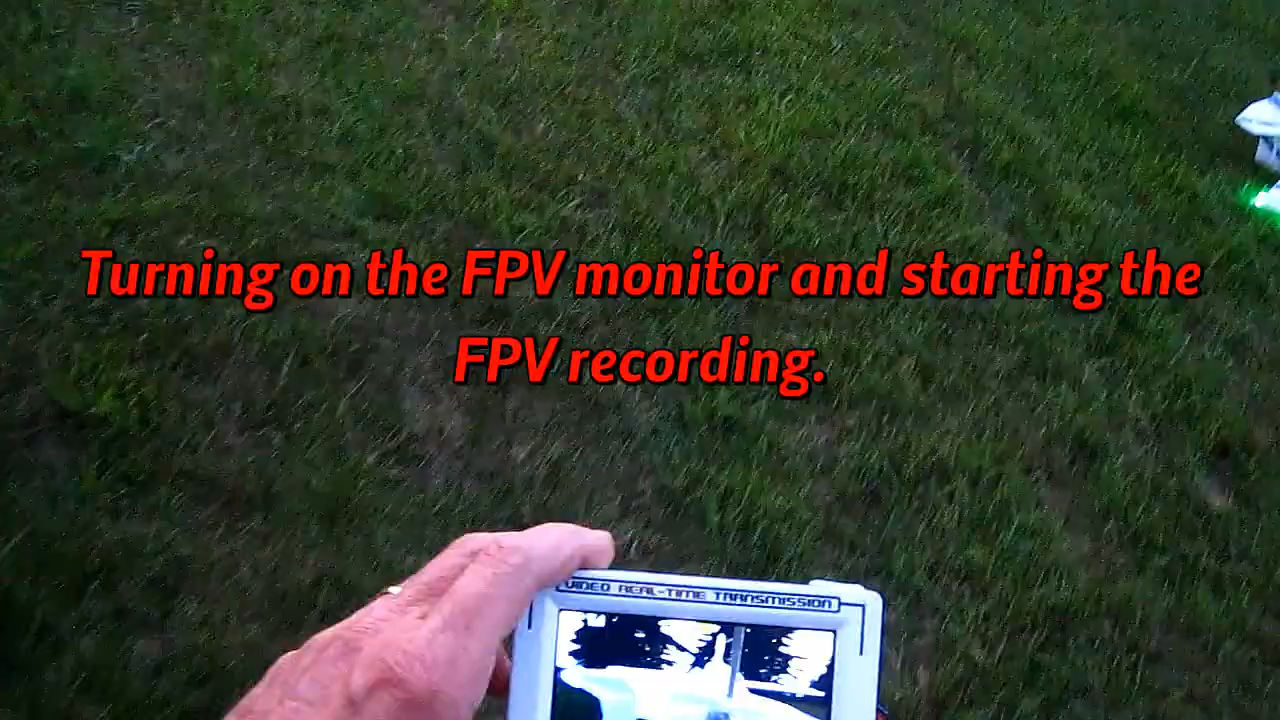 Turning on the FPV monitor and starting the
FPV recording.
VIDEO REAL-TIME TRANSMISSION